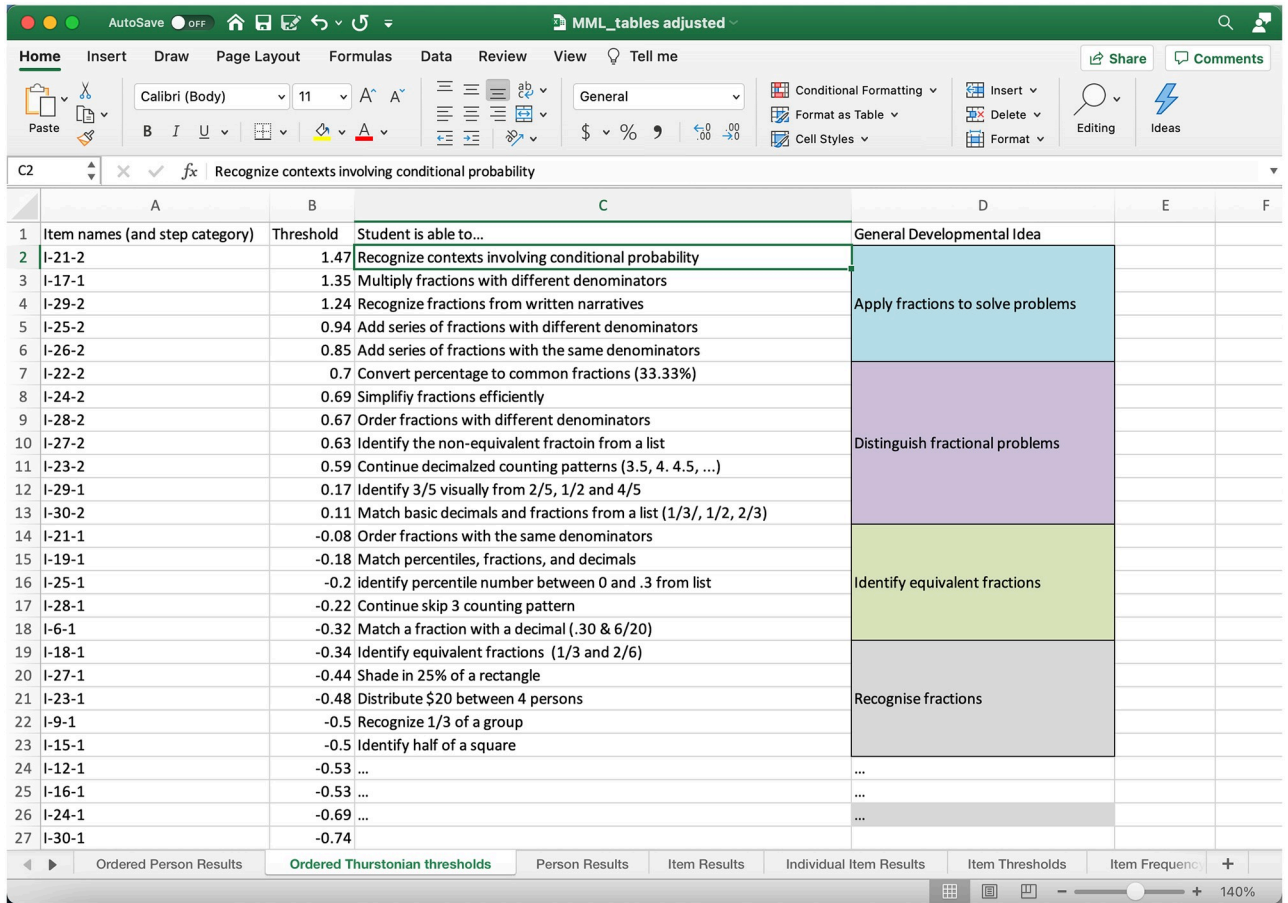 AutoSave OFF MML_tables adjusted
Home Insert Draw Page Layout Formulas Data Review View Tell me Share Comments
Paste Calibri (Body) 11 A^ Aˇ ab General Conditional Formatting Insert
B I U A $ % 9 .00 Format as Table Delete Editing Ideas
Cell Styles Format
C2 fx Recognize contexts involving conditional probability
A B C D E F
1 Item names (and step category) Threshold Student is able to... General Developmental Idea
2 I-21-2 1.47 Recognize contexts involving conditional probability
3 I-17-1 1.35 Multiply fractions with different denominators
4 I-29-2 1.24 Recognize fractions from written narratives Apply fractions to solve problems
5 I-25-2 0.94 Add series of fractions with different denominators
6 I-26-2 0.85 Add series of fractions with the same denominators
7 I-22-2 0.7 Convert percentage to common fractions (33.33%)
8 I-24-2 0.69 Simplifiy fractions efficiently
9 I-28-2 0.67 Order fractions with different denominators
10 I-27-2 0.63 Identify the non-equivalent fractoin from a list Distinguish fractional problems
11 I-23-2 0.59 Continue decimalzed counting patterns (3.5, 4. 4.5, ...)
12 I-29-1 0.17 Identify 3/5 visually from 2/5, 1/2 and 4/5
13 I-30-2 0.11 Match basic decimals and fractions from a list (1/3/, 1/2, 2/3)
14 I-21-1 -0.08 Order fractions with the same denominators
15 I-19-1 -0.18 Match percentiles, fractions, and decimals
16 I-25-1 -0.2 identify percentile number between 0 and .3 from list Identify equivalent fractions
17 I-28-1 -0.22 Continue skip 3 counting pattern
18 I-6-1 -0.32 Match a fraction with a decimal (.30 & 6/20)
19 I-18-1 -0.34 Identify equivalent fractions (1/3 and 2/6)
20 I-27-1 -0.44 Shade in 25% of a rectangle
21 I-23-1 -0.48 Distribute $20 between 4 persons Recognise fractions
22 I-9-1 -0.5 Recognize 1/3 of a group
23 I-15-1 -0.5 Identify half of a square
24 I-12-1 -0.53 ... ...
25 I-16-1 -0.53 ... ...
26 I-24-1 -0.69 ... ...
27 I-30-1 -0.74
Ordered Person Results Ordered Thurstonian thresholds Person Results Item Results Individual Item Results Item Thresholds Item Frequenc +
140%